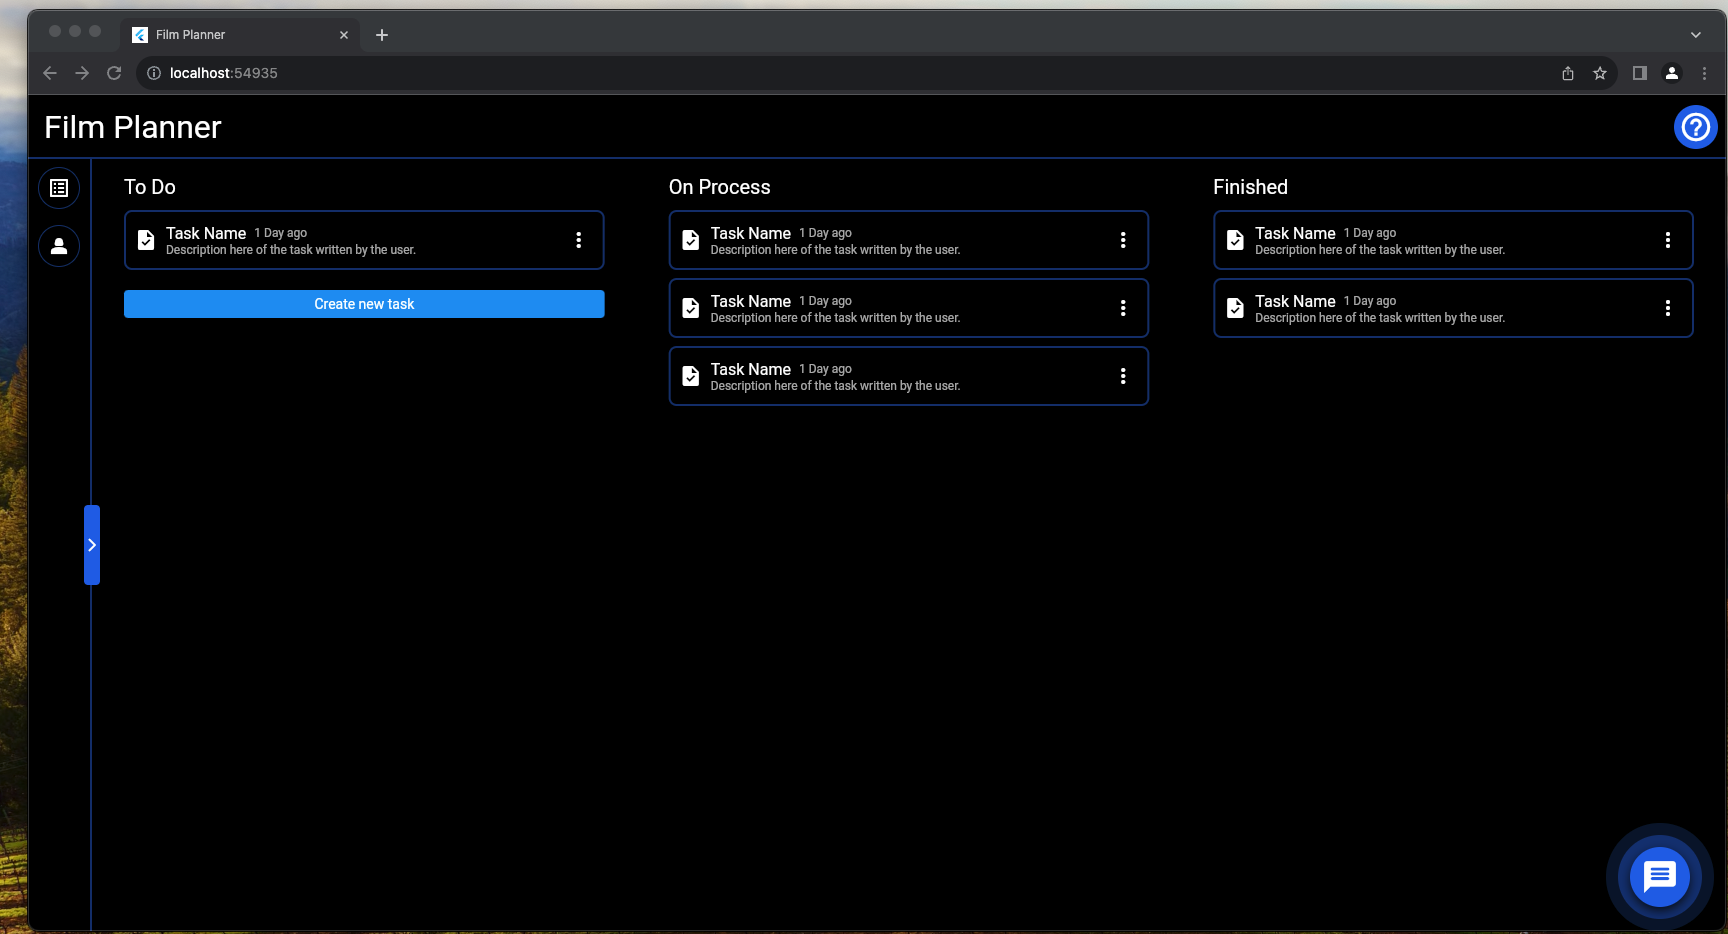 Film Planner
localhost:54935
Film Planner
To Do
Task Name 1 Day ago
Description here of the task written by the user.
Create new task
On Process
Task Name 1 Day ago
Description here of the task written by the user.
Task Name 1 Day ago
Description here of the task written by the user.
Task Name 1 Day ago
Description here of the task written by the user.
Finished
Task Name 1 Day ago
Description here of the task written by the user.
Task Name 1 Day ago
Description here of the task written by the user.